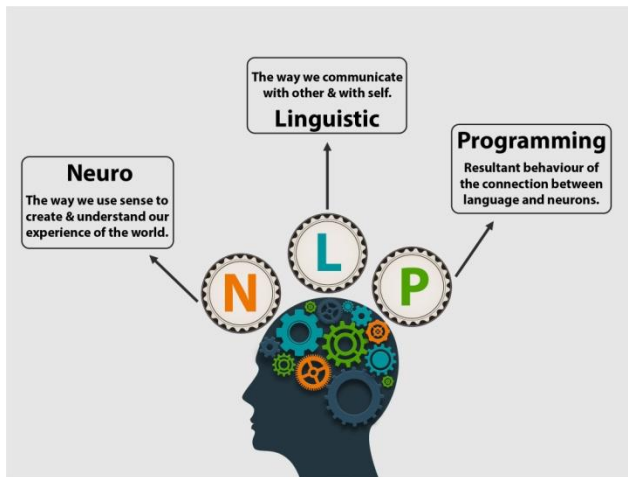 The way we communicate
with other & with self.
Linguistic
Programming
Resultant behaviour of
the connection between
language and neurons.
Neuro
The way we use sense to
create & understand our
experience of the world.
N
L
P